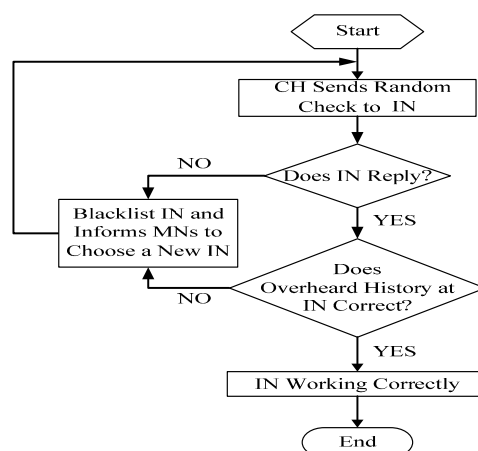 Start
CH Sends Random
Check to IN
Does IN Reply?
NO
YES
Blacklist IN and
Informs MNs to
Choose a New IN
Does
Overheard History at
IN Correct?
NO
YES
IN Working Correctly
End